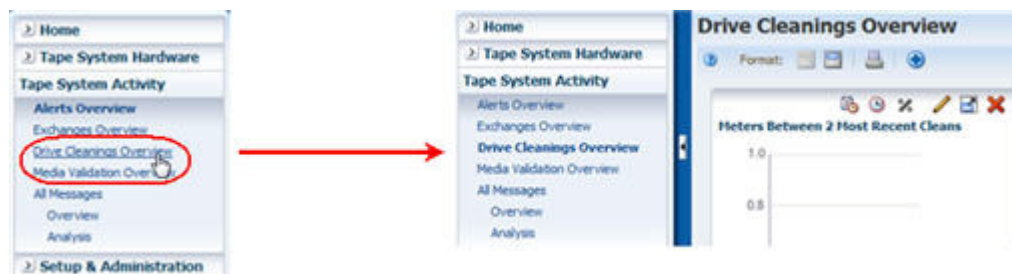 Home
Tape System Hardware
Tape System Activity
Alerts Overview
Exchanges Overview
Drive Cleanings Overview
Media Validation Overview
All Messages
Overview
Analysis
Setup & Administration
Home
Tape System Hardware
Tape System Activity
Alerts Overview
Exchanges Overview
Drive Cleanings Overview
Media Validation Overview
All Messages
Overview
Analysis
Drive Cleanings Overview
Format:
Meters Between 2 Most Recent Cleans
1.0
0.8